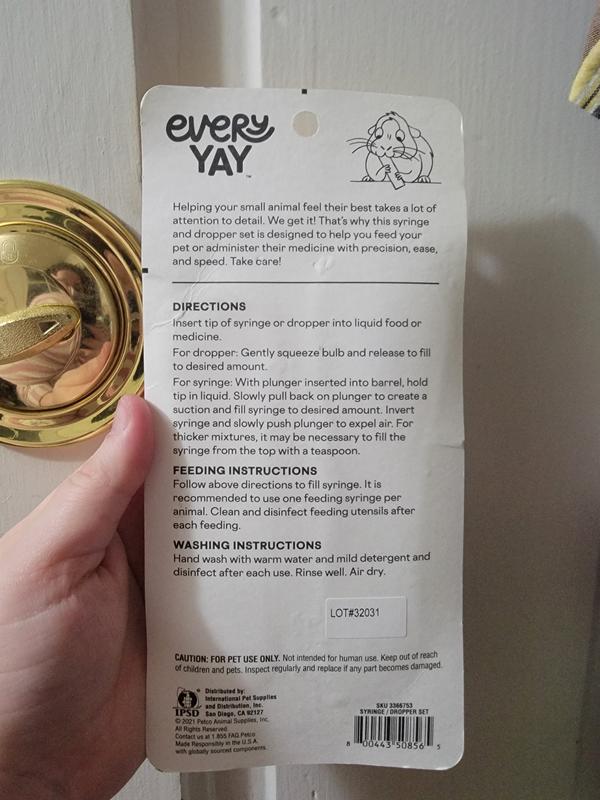 every
YAY™
Helping your small animal feel their best takes a lot of
attention to detail. We get it! That's why this syringe
and dropper set is designed to help you feed your
pet or administer their medicine with precision, ease,
and speed. Take care!
DIRECTIONS
Insert tip of syringe or dropper into liquid food or
medicine.
For dropper: Gently squeeze bulb and release to fill
to desired amount.
For syringe: With plunger inserted into barrel, hold
tip in liquid. Slowly pull back on plunger to create a
suction and fill syringe to desired amount. Invert
syringe and slowly push plunger to expel air. For
thicker mixtures, it may be necessary to fill the
syringe from the top with a teaspoon.
FEEDING INSTRUCTIONS
Follow above directions to fill syringe. It is
recommended to use one feeding syringe per
animal. Clean and disinfect feeding utensils after
each feeding.
WASHING INSTRUCTIONS
Hand wash with warm water and mild detergent and
disinfect after each use. Rinse well. Air dry.
LOT#32031
CAUTION: FOR PET USE ONLY. Not intended for human use. Keep out of reach
of children and pets. Inspect regularly and replace if any part becomes damaged.
IPSD
Distributed by:
International Pet Supplies
and Distribution, Inc.
San Diego, CA 92127
© 2021 Petco Animal Supplies, Inc.
All Rights Reserved.
Contact us at 1.855 FAQ.Petco
Made Responsibly in the U.S.A.
with globally sourced components.
SKU 3366753
SYRINGE / DROPPER SET
8 00443 50856 5